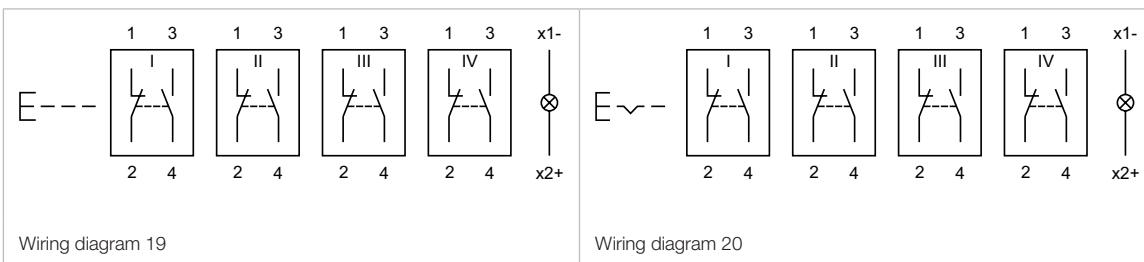 1 3 1 3 1 3 1 3 x1-
I II III IV
2 4 2 4 2 4 2 4 x2+
Wiring diagram 19
1 3 1 3 1 3 1 3 x1-
I II III IV
2 4 2 4 2 4 2 4 x2+
Wiring diagram 20